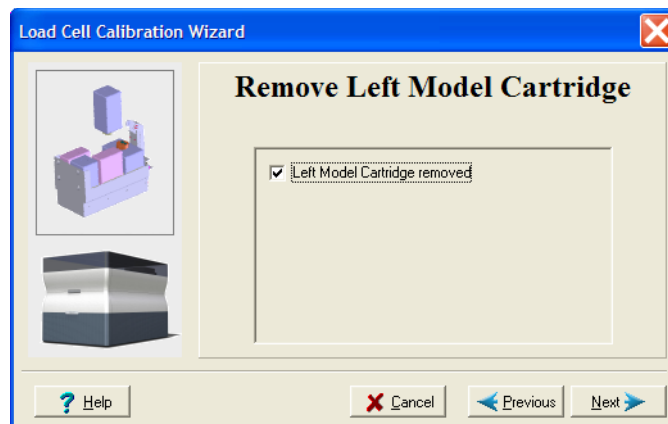 Load Cell Calibration Wizard
Remove Left Model Cartridge
Left Model Cartridge removed
Help
Cancel
Previous
Next